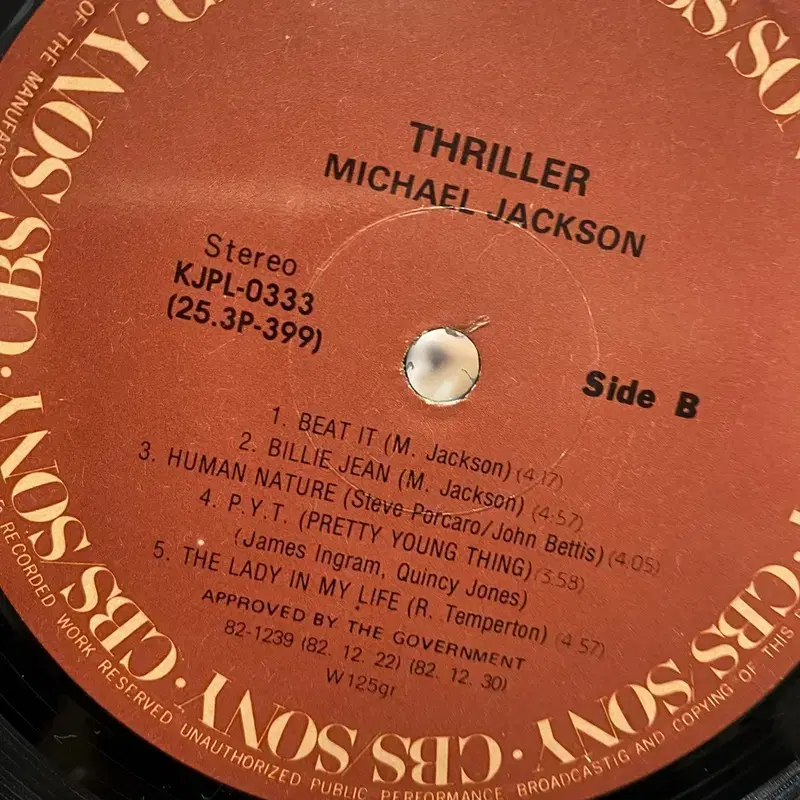 THRILLER
MICHAEL JACKSON
Stereo
KJPL-0333
(25.3P-399)
Side B
1. BEAT IT (M. Jackson) (4:17)
2. BILLIE JEAN (M. Jackson) (4:57)
3. HUMAN NATURE (Steve Porcaro/John Bettis) (4:05)
4. P.Y.T. (PRETTY YOUNG THING) (3:58)
(James Ingram, Quincy Jones)
5. THE LADY IN MY LIFE (R. Temperton) (4:57)
APPROVED BY THE GOVERNMENT
82-1239 (82. 12. 22) (82. 12. 30)
W125gr
CBS/SONY · CBS/SONY · CBS/SONY · CBS/SONY · CBS/SONY
OF THE MANUFACT
RECORDED WORK RESERVED UNAUTHORIZED PUBLIC PERFORMANCE BROADCASTIG AND COPYING OF THIS